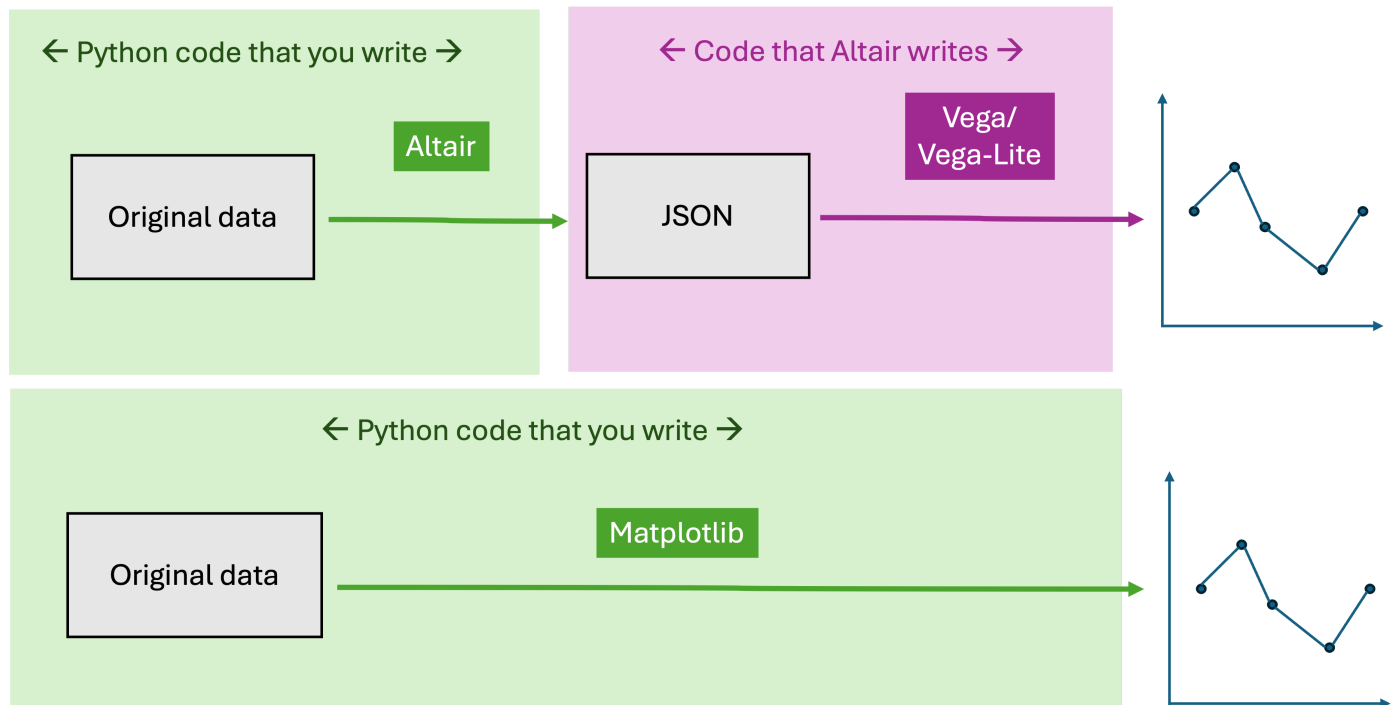 ← Python code that you write →
← Code that Altair writes →
Altair
Vega/
Vega-Lite
Original data
JSON
← Python code that you write →
Matplotlib
Original data